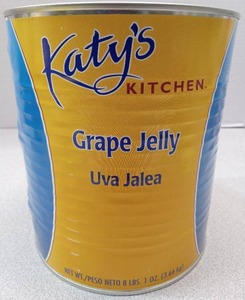 Katy's
KITCHEN
Grape Jelly
Uva Jalea
NET WT./PESO NETO 8 LBS. 1 OZ. (3.66 kg)